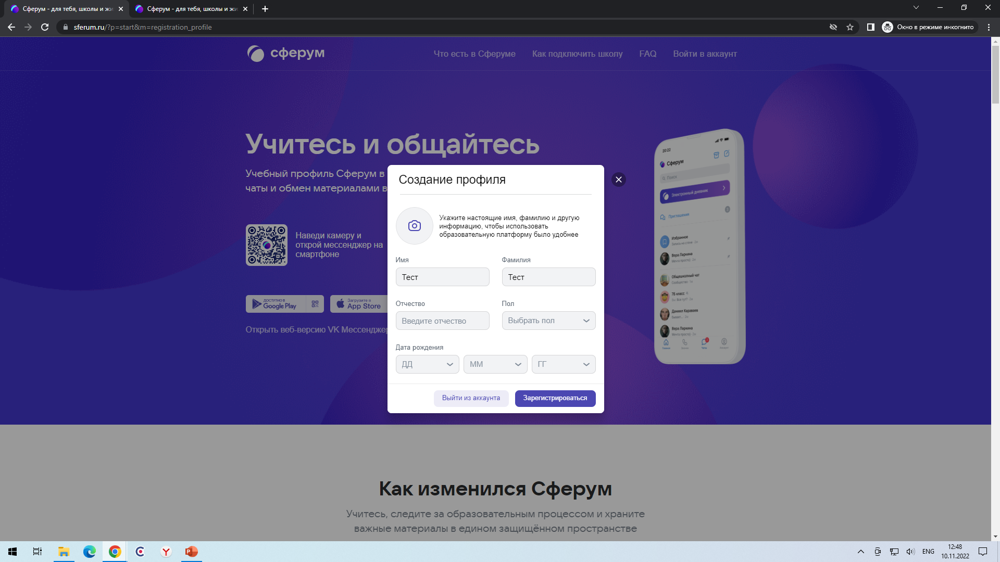 Сферум - для тебя, школы и жи
Сферум - для тебя, школы и жи
sferum.ru/?p=start&m=registration_profile
Окно в режиме инкогнито
сферум
Что есть в Сферуме
Как подключить школу
FAQ
Войти в аккаунт
Учитесь и общайтесь
Учебный профиль Сферум в
чаты и обмен материалами в
Наведи камеру и
открой мессенджер на
смартфоне
ДОСТУПНО В
Google Play
Загрузите в
App Store
Открыть веб-версию VK Мессенджер
Создание профиля
Укажите настоящие имя, фамилию и другую
информацию, чтобы использовать
образовательную платформу было удобнее
Имя
Фамилия
Тест
Тест
Отчество
Пол
Введите отчество
Выбрать пол
Дата рождения
ДД
ММ
ГГ
Выйти из аккаунта
Зарегистрироваться
20:22
Сферум
Поиск
Электронный дневник
Приглашения
Избранное
Вера Ларкина
Общешкольный чат
Сообщество
7Б класс
Даниил Караваев
Вера Ларкина
Как изменился Сферум
Учитесь, следите за образовательным процессом и храните
важные материалы в едином защищённом пространстве
ENG
12:48
10.11.2022